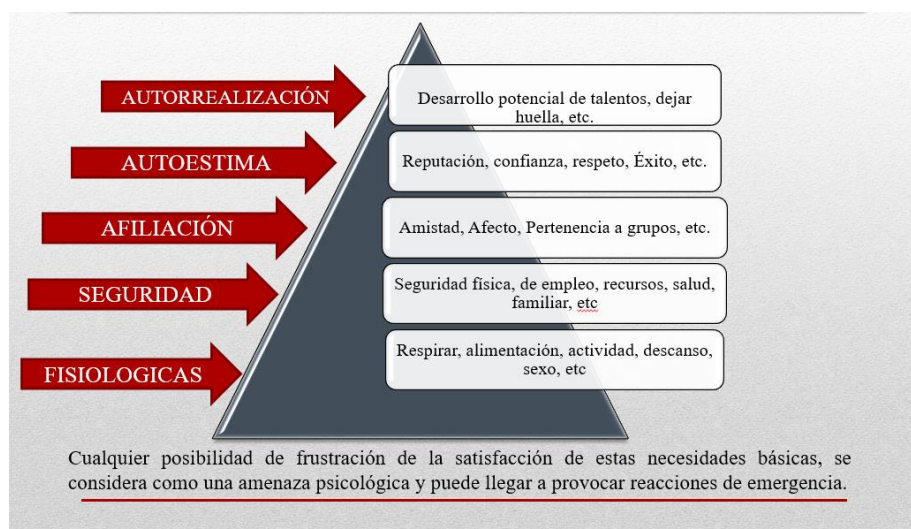 AUTORREALIZACIÓN
Desarrollo potencial de talentos, dejar
huella, etc.
AUTOESTIMA
Reputación, confianza, respeto, Éxito, etc.
AFILIACIÓN
Amistad, Afecto, Pertenencia a grupos, etc.
SEGURIDAD
Seguridad física, de empleo, recursos, salud,
familiar, etc
FISIOLOGICAS
Respirar, alimentación, actividad, descanso,
sexo, etc
Cualquier posibilidad de frustración de la satisfacción de estas necesidades básicas, se
considera como una amenaza psicológica y puede llegar a provocar reacciones de emergencia.